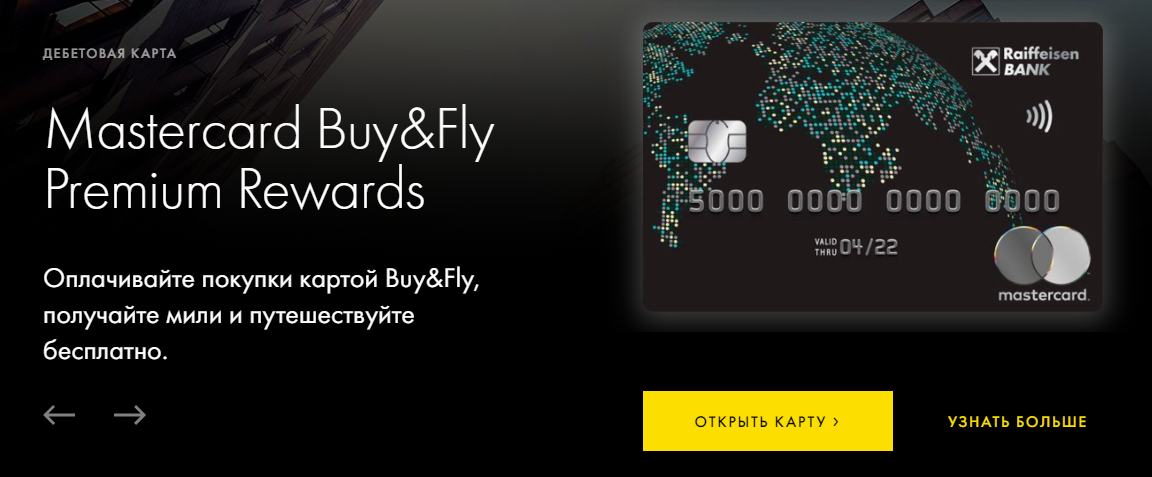 ДЕБЕТОВАЯ КАРТА
Mastercard Buy&Fly
Premium Rewards
Оплачивайте покупки картой Buy&Fly,
получайте мили и путешествуйте
бесплатно.
Raiffeisen
BANK
5000 0000 0000 0000
VALID
THRU 04/22
mastercard.
ОТКРЫТЬ КАРТУ ›
УЗНАТЬ БОЛЬШЕ